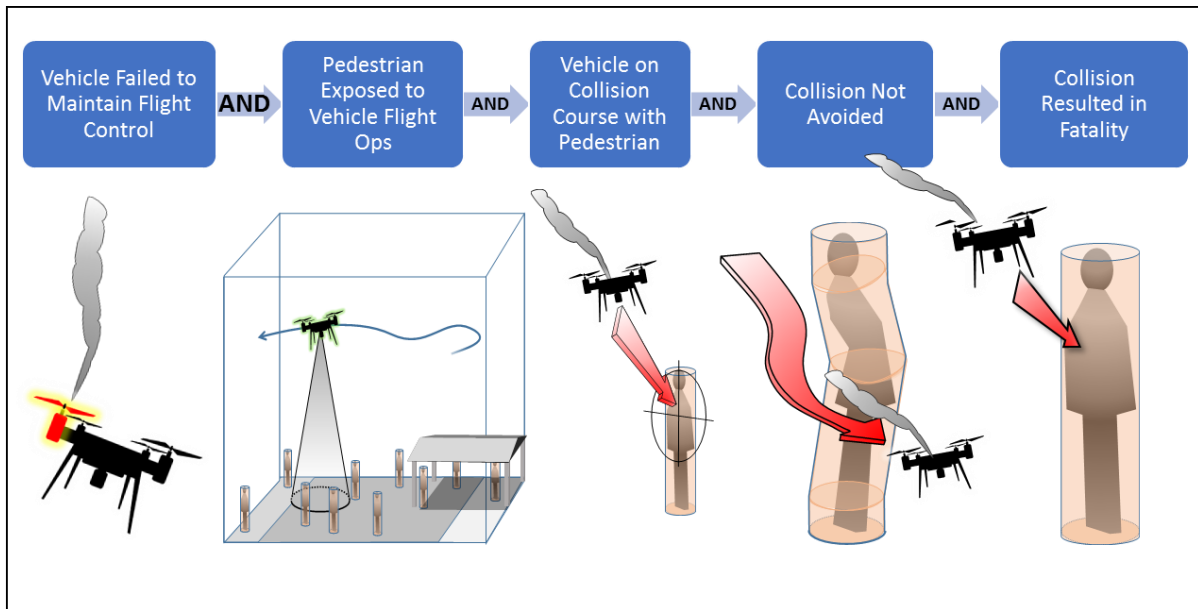 Vehicle Failed to
Maintain Flight
Control
AND
Pedestrian
Exposed to
Vehicle Flight
Ops
AND
Vehicle on
Collision
Course with
Pedestrian
AND
Collision Not
Avoided
AND
Collision
Resulted in
Fatality